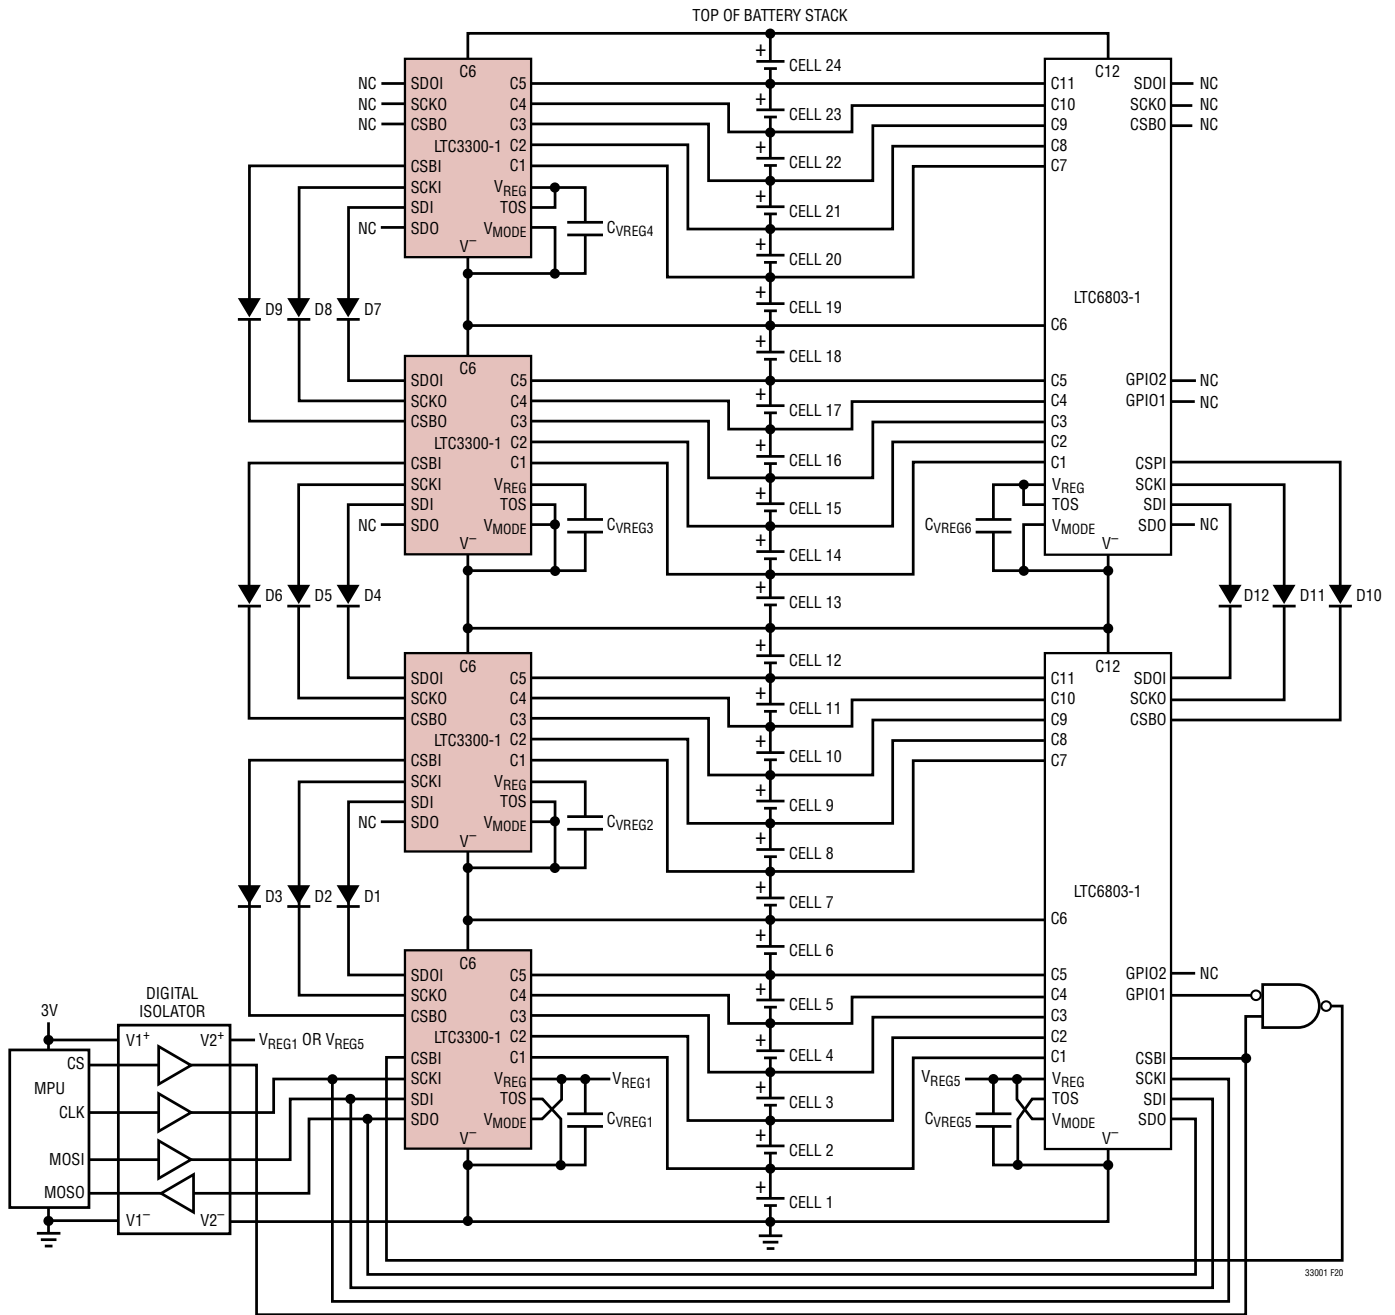 TOP OF BATTERY STACK
C6
NC SDOI
NC SCKO
NC CSBO
LTC3300-1
CSBI
SCKI
SDI
NC SDO
C5
C4
C3
C2
C1
VREG
TOS
VMODE
V–
CVREG4
CELL 24
CELL 23
CELL 22
CELL 21
CELL 20
CELL 19
C12
C11
C10
C9
C8
C7
SDOI NC
SCKO NC
CSBO NC
LTC6803-1
C6
D9
D8
D7
C6
SDOI
SCKO
CSBO
LTC3300-1
CSBI
SCKI
SDI
NC SDO
C5
C4
C3
C2
C1
VREG
TOS
VMODE
V–
CVREG3
CELL 18
CELL 17
CELL 16
CELL 15
CELL 14
CELL 13
C5
C4
C3
C2
C1
VREG
TOS
VMODE
V–
CVREG6
GPIO2 NC
GPIO1 NC
CSPI
SCKI
SDI
SDO NC
D12
D11
D10
D6
D5
D4
C6
SDOI
SCKO
CSBO
LTC3300-1
CSBI
SCKI
SDI
NC SDO
C5
C4
C3
C2
C1
VREG
TOS
VMODE
V–
CVREG2
CELL 12
CELL 11
CELL 10
CELL 9
CELL 8
CELL 7
C12
C11
C10
C9
C8
C7
SDOI
SCKO
CSBO
LTC6803-1
C6
D3
D2
D1
C6
SDOI
SCKO
CSBO
LTC3300-1
CSBI
SCKI
SDI
SDO
C5
C4
C3
C2
C1
VREG
TOS
VMODE
V–
VREG1
CVREG1
CELL 6
CELL 5
CELL 4
CELL 3
CELL 2
CELL 1
C5
C4
C3
C2
C1
VREG5
VREG
TOS
VMODE
V–
CVREG5
GPIO2 NC
GPIO1
CSBI
SCKI
SDI
SDO
3V
DIGITAL
ISOLATOR
V1+
V2+
VREG1 OR VREG5
CS
MPU
CLK
MOSI
MOSO
V1–
V2–
33001 F20